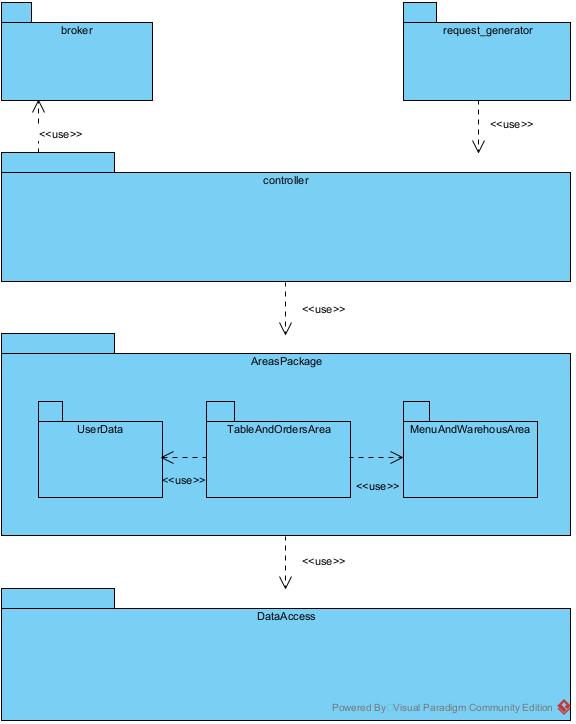 broker
request_generator
<<use>>
<<use>>
controller
<<use>>
AreasPackage
UserData
TableAndOrdersArea
MenuAndWarehousArea
<<use>>
<<use>>
<<use>>
DataAccess
Powered By Visual Paradigm Community Edition